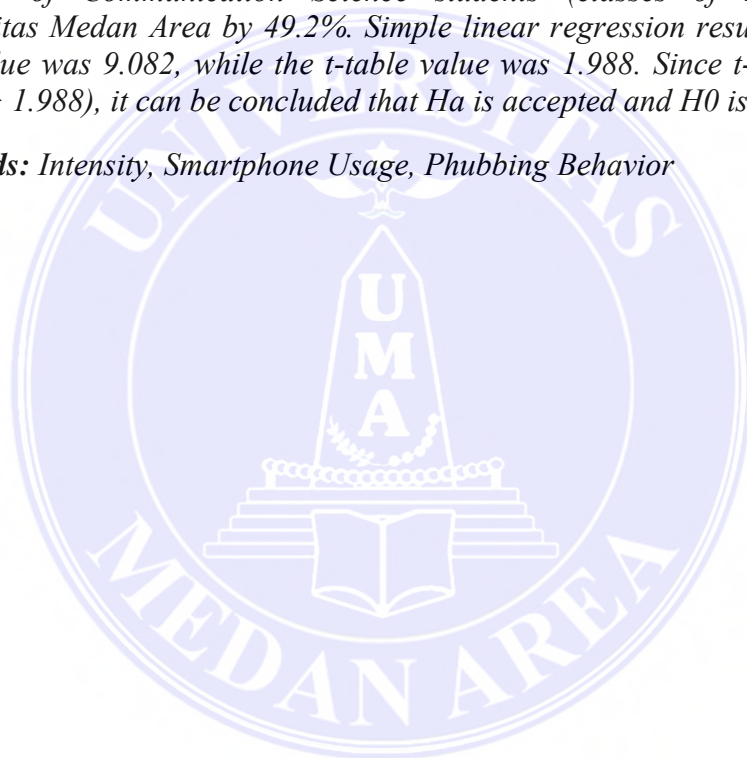 of Communication Science students (classes of
itas Medan Area by 49.2%. Simple linear regression resu
ue was 9.082, while the t-table value was 1.988. Since t-
1.988), it can be concluded that Ha is accepted and H0 is
ds: Intensity, Smartphone Usage, Phubbing Behavior
UNIVERSITAS
UMA
MEDAN AREA